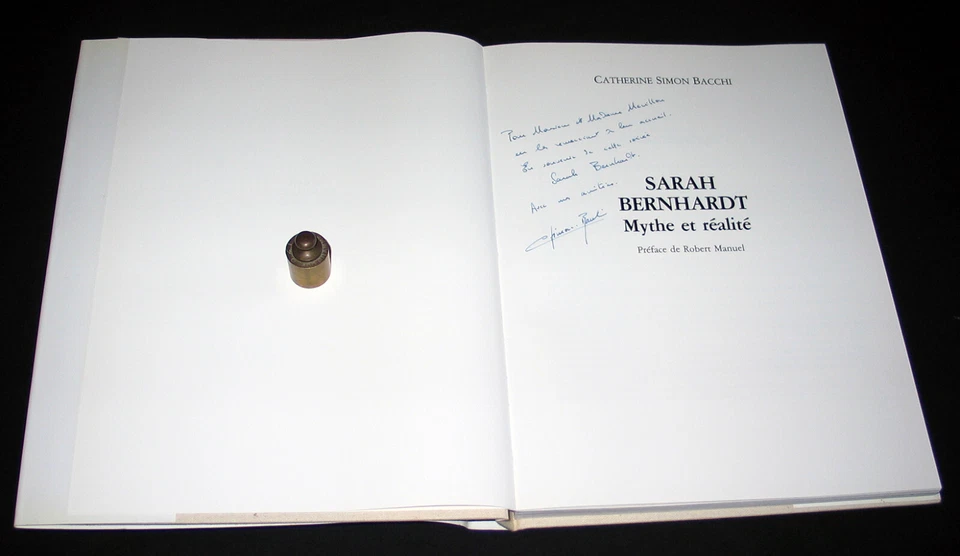 CATHERINE SIMON BACCHI
Pour Monsieur et Madame
en les remerciant de leur accueil.
En souvenir de cette soirée
Sarah Bernhardt.
Avec mes amitiés.
SARAH
BERNHARDT
Mythe et réalité
Préface de Robert Manuel